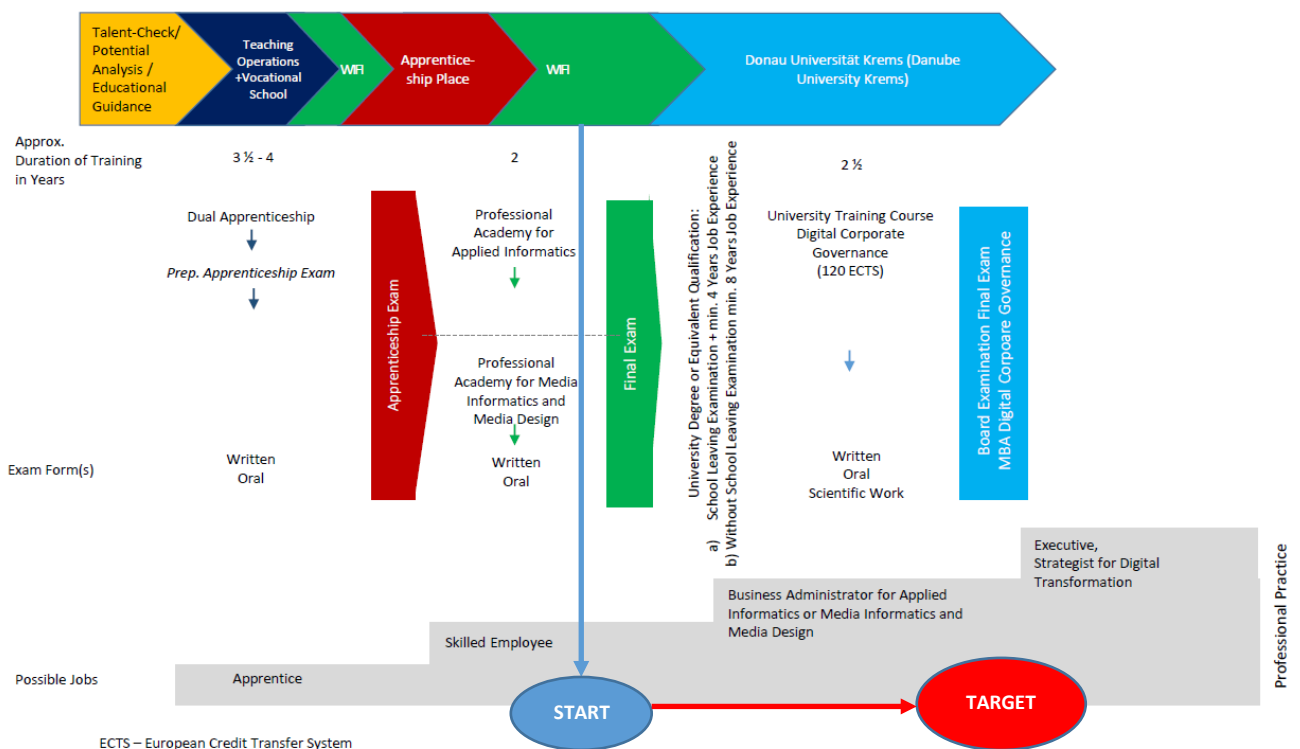 Talent-Check/
Potential
Analysis /
Educational
Guidance
Teaching
Operations
+Vocational
School
WIFI
Apprentice-
ship Place
WIFI
Donau Universität Krems (Danube
University Krems)
Approx.
Duration of Training
in Years
3 ½ - 4
2
2 ½
Dual Apprenticeship
Prep. Apprenticeship Exam
Apprenticeship Exam
Professional
Academy for
Applied Informatics
Professional
Academy for Media
Informatics and
Media Design
Final Exam
University Degree or Equivalent Qualification:
a) School Leaving Examination + min. 4 Years Job Experience
b) Without School Leaving Examination min. 8 Years Job Experience
University Training Course
Digital Corporate
Governance
(120 ECTS)
Board Examination Final Exam
MBA Digital Corpoare Governance
Exam Form(s)
Written
Oral
Written
Oral
Written
Oral
Scientific Work
Executive,
Strategist for Digital
Transformation
Business Administrator for Applied
Informatics or Media Informatics and
Media Design
Skilled Employee
Possible Jobs
Apprentice
START
TARGET
Professional Practice
ECTS – European Credit Transfer System